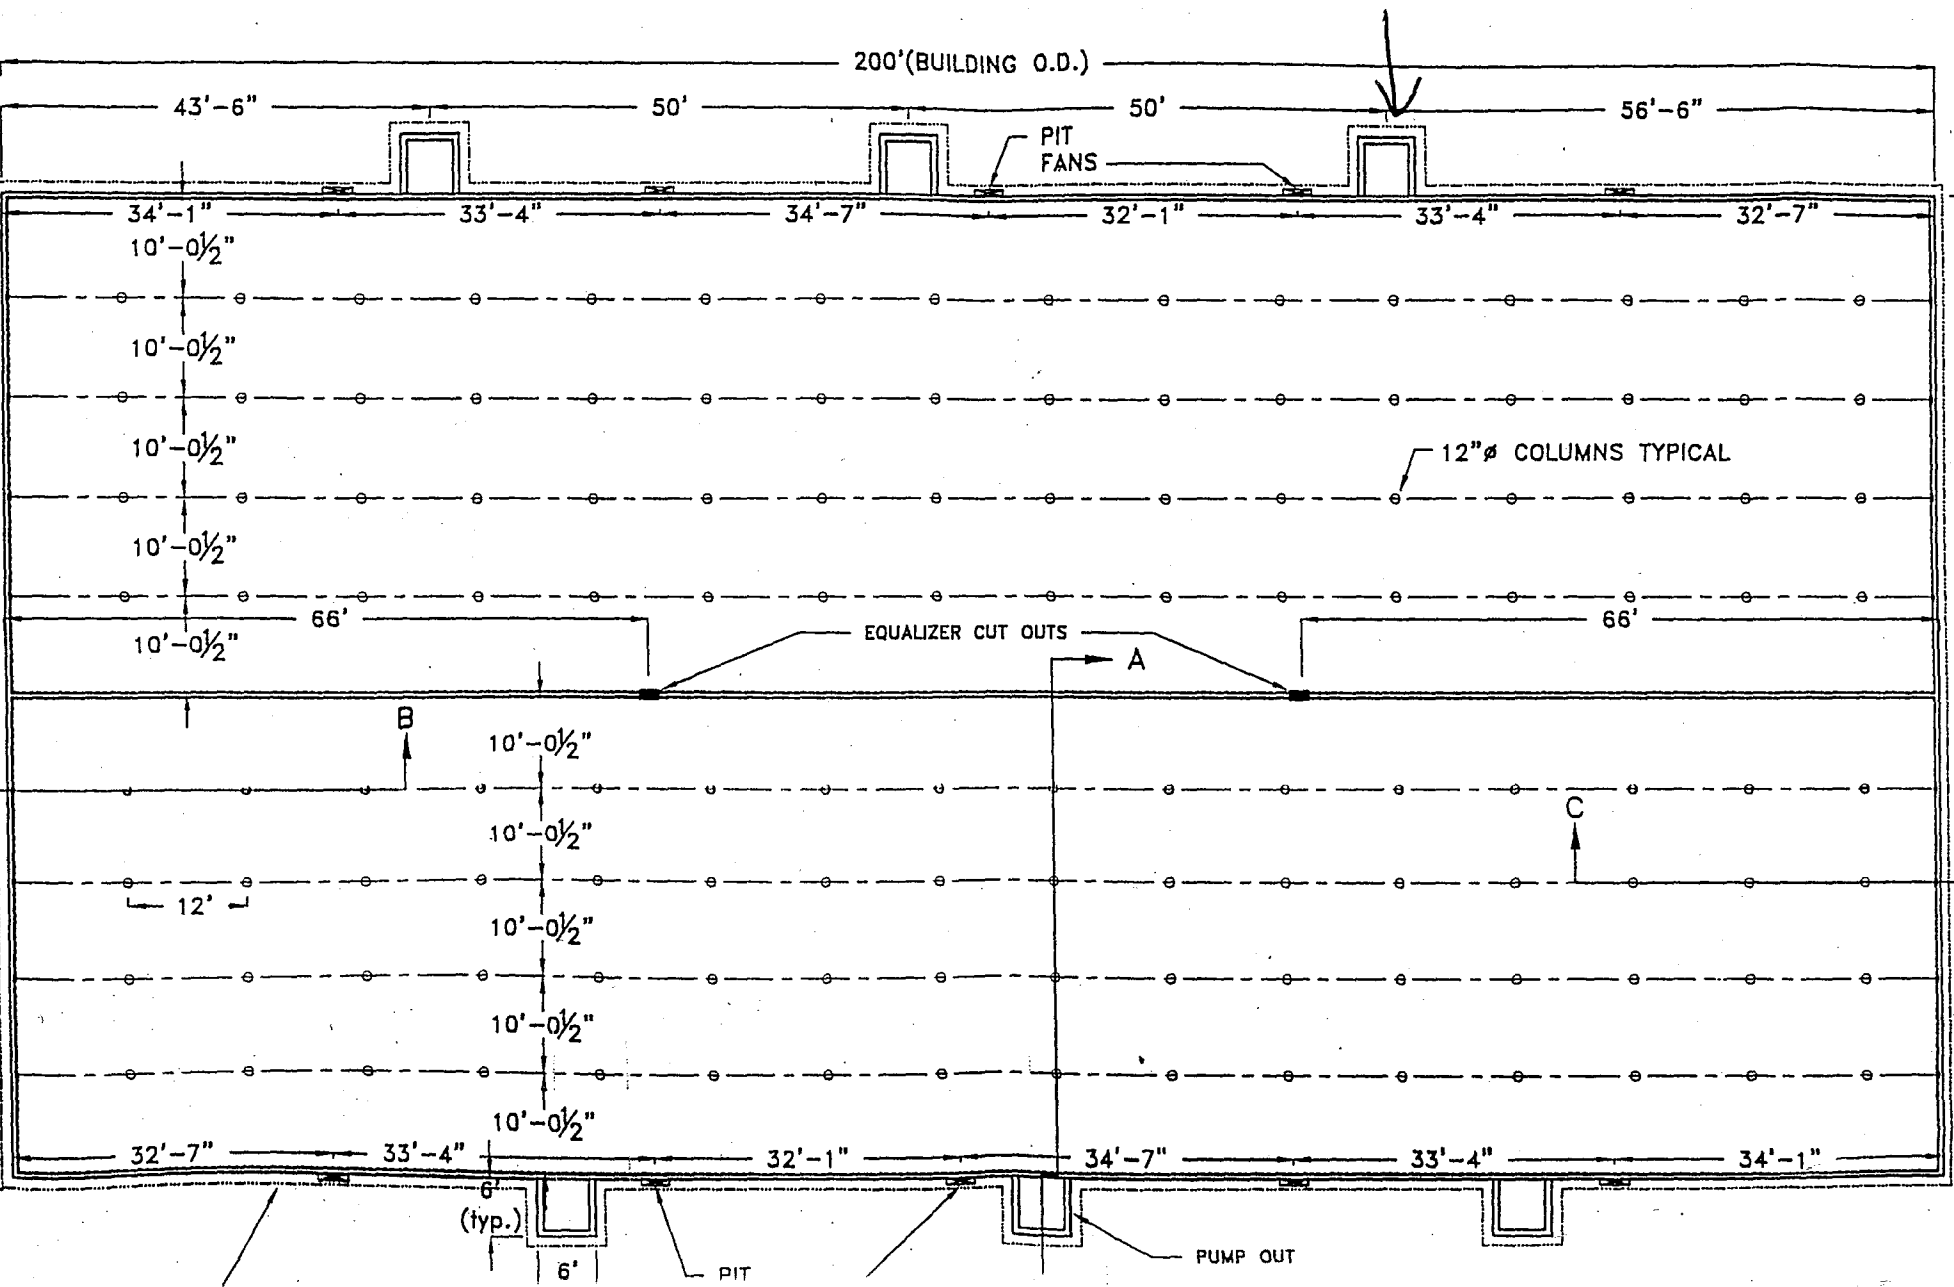 200'(BUILDING O.D.)
43'-6" 50' 50' 56'-6"
PIT
FANS
34'-1" 33'-4" 34'-7" 32'-1" 33'-4" 32'-7"
10'-0½"
10'-0½"
10'-0½"
12"ø COLUMNS TYPICAL
10'-0½"
66' 66'
10'-0½"
EQUALIZER CUT OUTS
A
B
10'-0½"
C
10'-0½"
12'
10'-0½"
10'-0½"
10'-0½"
32'-7" 33'-4" 32'-1" 34'-7" 33'-4" 34'-1"
6'
(typ.)
6'
PIT
PUMP OUT